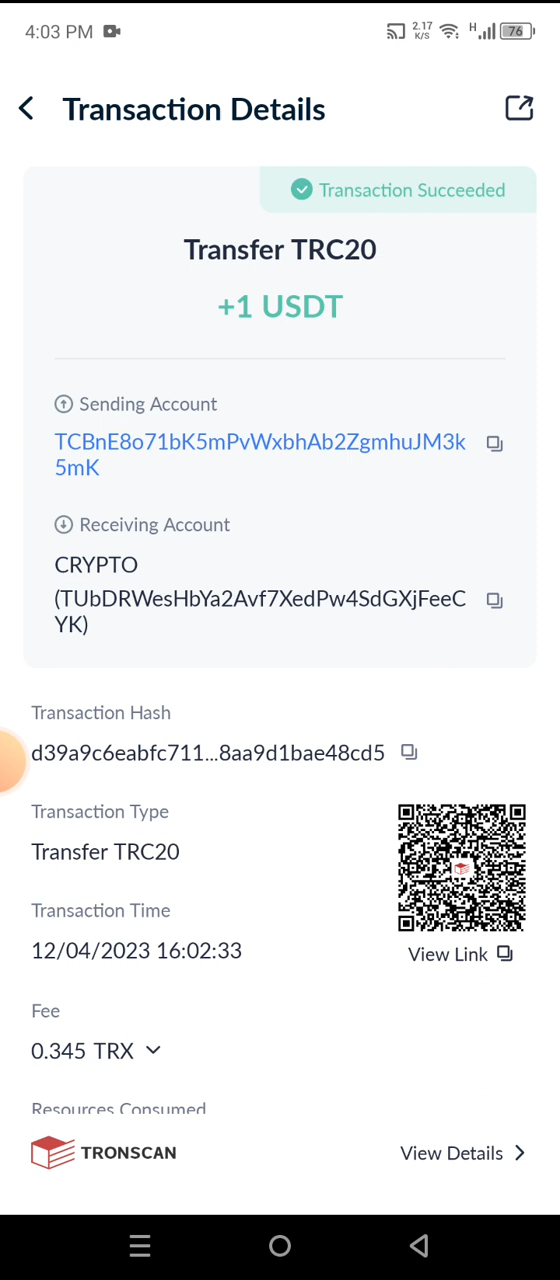 4:03 PM
2.17 K/S
H
76
Transaction Details
Transaction Succeeded
Transfer TRC20
+1 USDT
Sending Account
TCBnE8o71bK5mPvWxbhAb2ZgmhuJM3k
5mK
Receiving Account
CRYPTO
(TUbDRWesHbYa2Avf7XedPw4SdGXjFeeC
YK)
Transaction Hash
d39a9c6eabfc711...8aa9d1bae48cd5
Transaction Type
Transfer TRC20
Transaction Time
12/04/2023 16:02:33
View Link
Fee
0.345 TRX
Resources Consumed
TRONSCAN
View Details